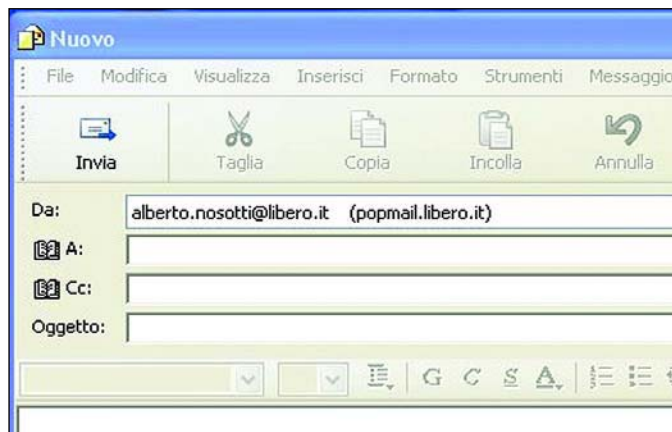 Nuovo
File Modifica Visualizza Inserisci Formato Strumenti Messaggio
Invia Taglia Copia Incolla Annulla
Da: alberto.nosotti@libero.it (popmail.libero.it)
A:
Cc:
Oggetto:
G C S A